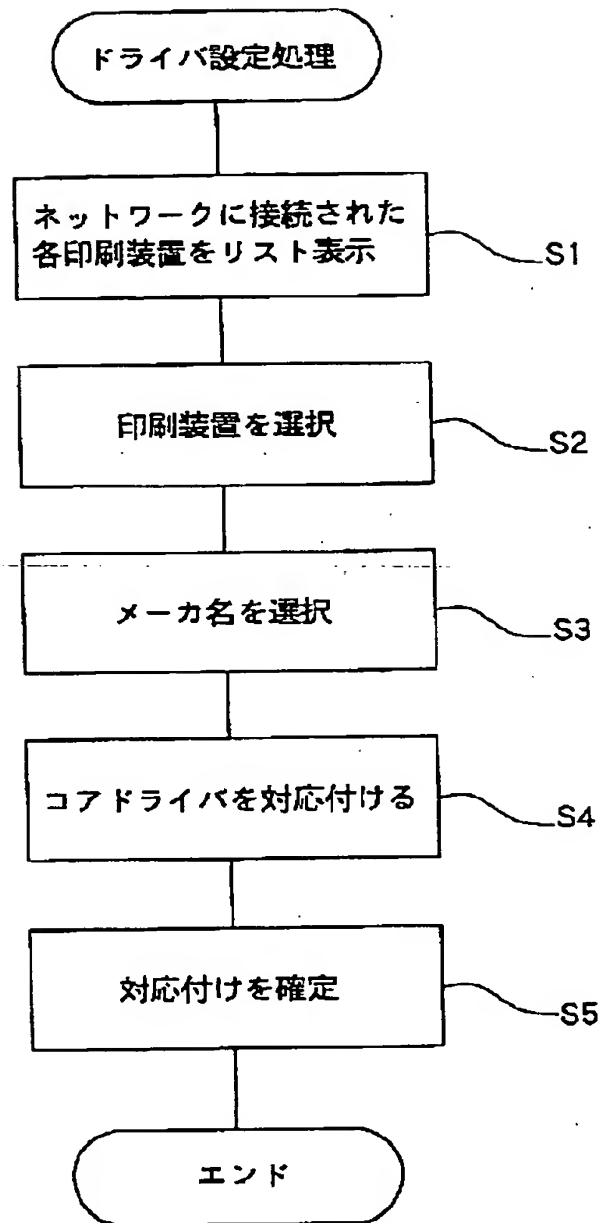 ドライバ設定処理
ネットワークに接続された
各印刷装置をリスト表示
S1
印刷装置を選択
S2
メーカ名を選択
S3
コアドライバを対応付ける
S4
対応付けを確定
S5
エンド